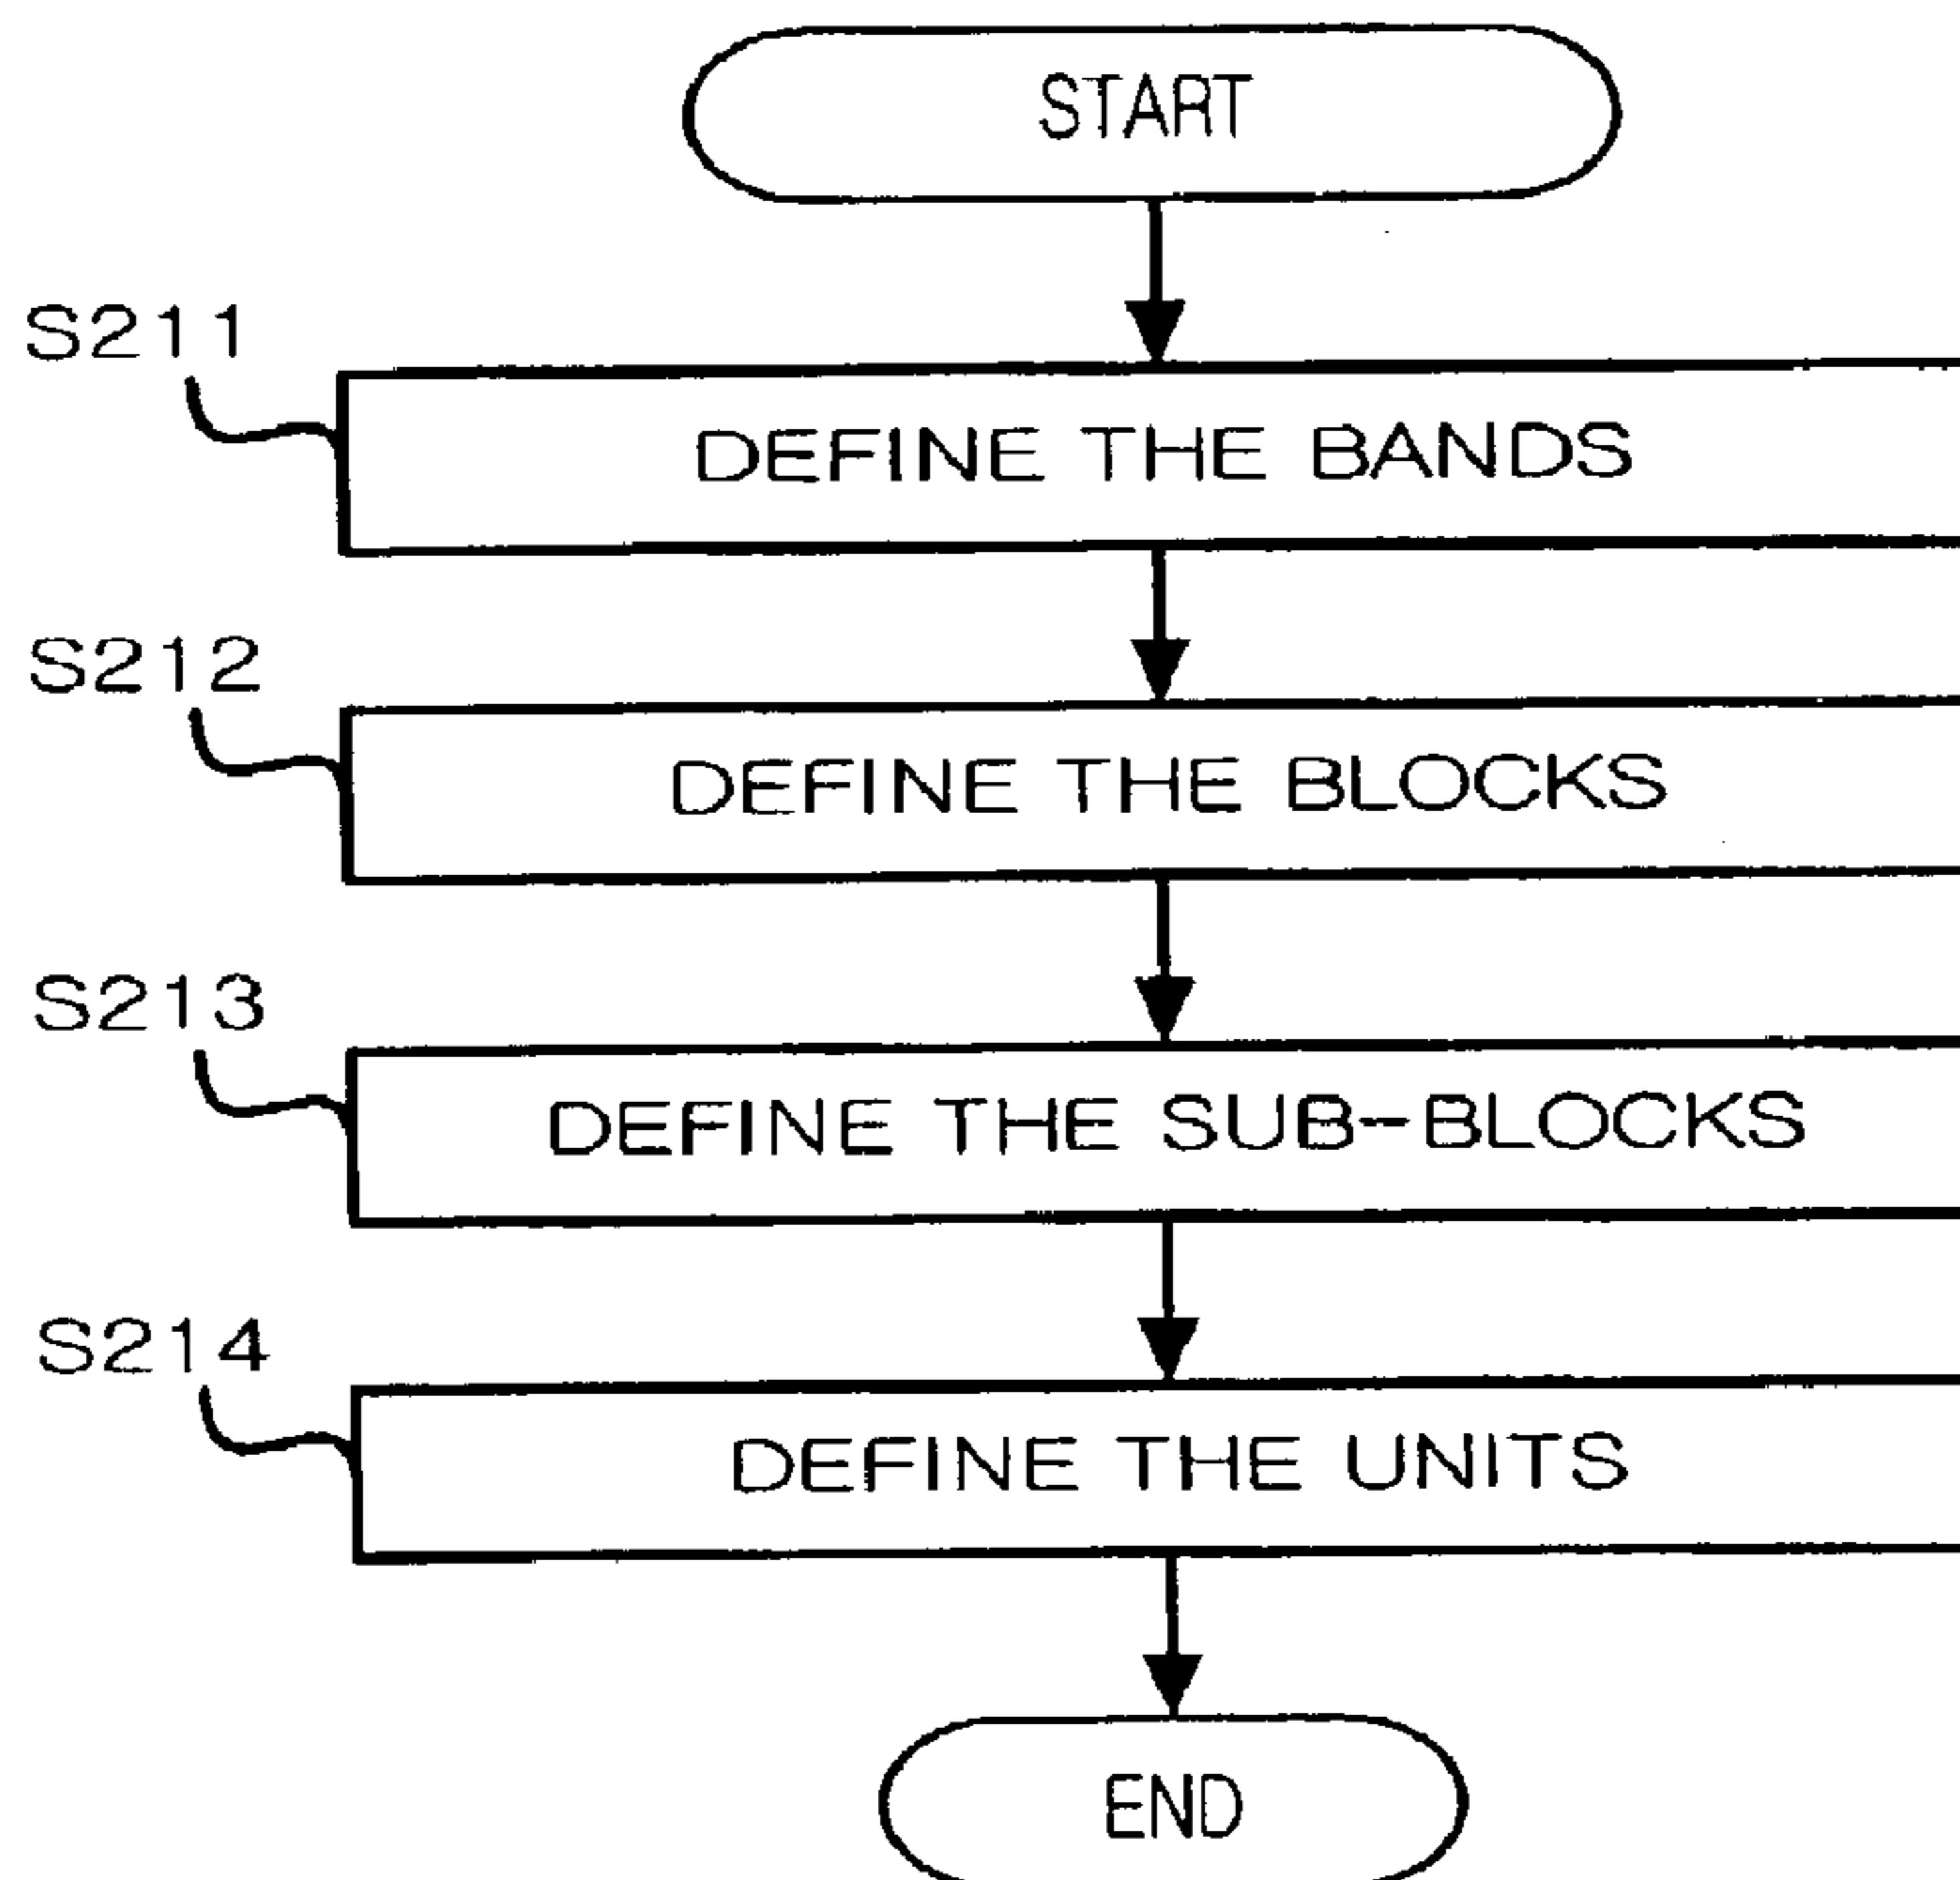 START
S211
DEFINE THE BANDS
S212
DEFINE THE BLOCKS
S213
DEFINE THE SUB-BLOCKS
S214
DEFINE THE UNITS
END